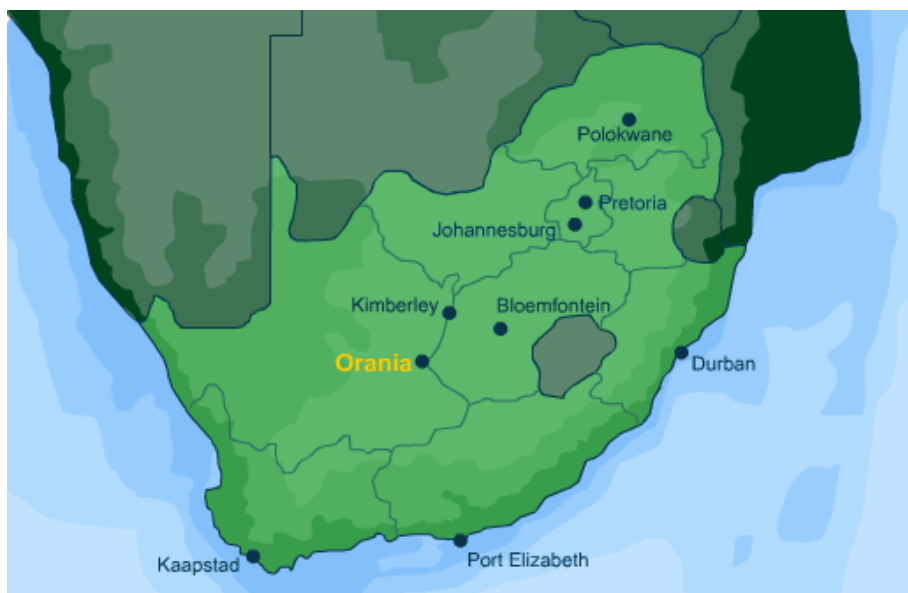 Polokwane
Pretoria
Johannesburg
Kimberley
Bloemfontein
Orania
Durban
Kaapstad
Port Elizabeth